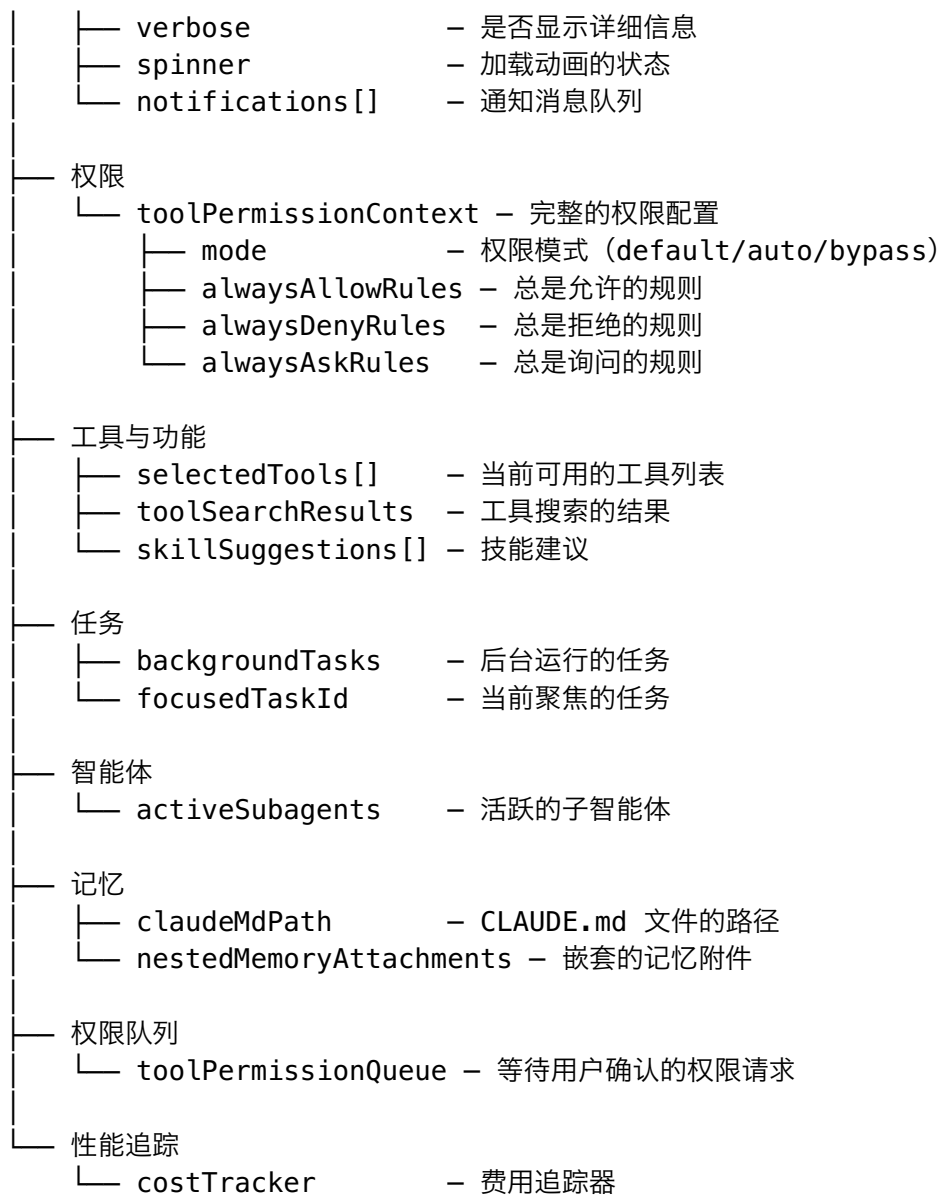 │   ├── verbose            — 是否显示详细信息
│   ├── spinner            — 加载动画的状态
│   └── notifications[]    — 通知消息队列
│
├── 权限
│   └── toolPermissionContext — 完整的权限配置
│       ├── mode           — 权限模式（default/auto/bypass）
│       ├── alwaysAllowRules — 总是允许的规则
│       ├── alwaysDenyRules  — 总是拒绝的规则
│       └── alwaysAskRules   — 总是询问的规则
│
├── 工具与功能
│   ├── selectedTools[]    — 当前可用的工具列表
│   ├── toolSearchResults  — 工具搜索的结果
│   └── skillSuggestions[] — 技能建议
│
├── 任务
│   ├── backgroundTasks    — 后台运行的任务
│   └── focusedTaskId      — 当前聚焦的任务
│
├── 智能体
│   └── activeSubagents    — 活跃的子智能体
│
├── 记忆
│   ├── claudeMdPath       — CLAUDE.md 文件的路径
│   └── nestedMemoryAttachments — 嵌套的记忆附件
│
├── 权限队列
│   └── toolPermissionQueue — 等待用户确认的权限请求
│
└── 性能追踪
    └── costTracker        — 费用追踪器